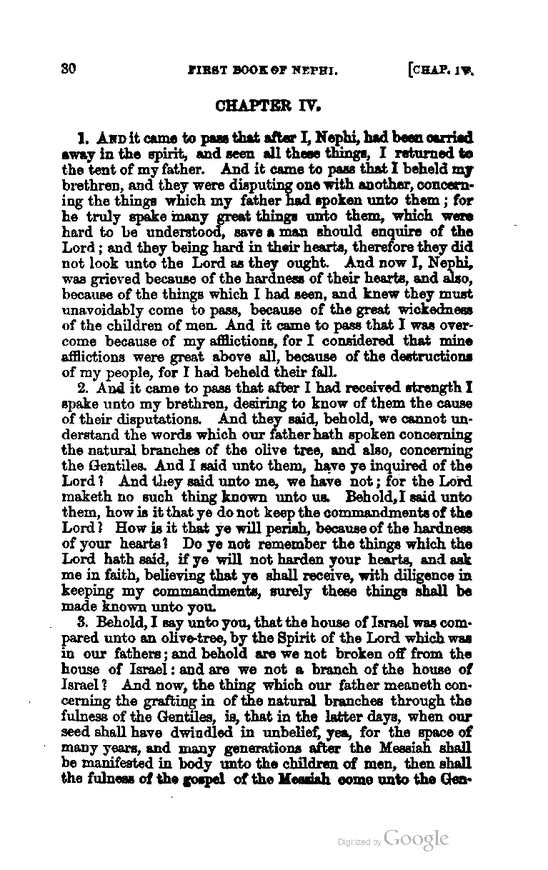 30 FIRST BOOK OF NEPHI. [CHAP. IV.
CHAPTER IV.
1. AND it came to pass that after I, Nephi, had been carried
away in the spirit, and seen all these things, I returned to
the tent of my father. And it came to pass that I beheld my
brethren, and they were disputing one with another, concern-
ing the things which my father had spoken unto them; for
he truly spake many great things unto them, which were
hard to be understood, save a man should enquire of the
Lord; and they being hard in their hearts, therefore they did
not look unto the Lord as they ought. And now I, Nephi,
was grieved because of the hardness of their hearts, and also,
because of the things which I had seen, and knew they must
unavoidably come to pass, because of the great wickedness
of the children of men. And it came to pass that I was over-
come because of my afflictions, for I considered that mine
afflictions were great above all, because of the destructions
of my people, for I had beheld their fall.
2. And it came to pass that after I had received strength I
spake unto my brethren, desiring to know of them the cause
of their disputations. And they said, behold, we cannot un-
derstand the words which our father hath spoken concerning
the natural branches of the olive tree, and also, concerning
the Gentiles. And I said unto them, have ye inquired of the
Lord? And they said unto me, we have not; for the Lord
maketh no such thing known unto us. Behold, I said unto
them, how is it that ye do not keep the commandments of the
Lord? How is it that ye will perish, because of the hardness
of your hearts? Do ye not remember the things which the
Lord hath said, if ye will not harden your hearts, and ask
me in faith, believing that ye shall receive, with diligence in
keeping my commandments, surely these things shall be
made known unto you.
3. Behold, I say unto you, that the house of Israel was com-
pared unto an olive-tree, by the Spirit of the Lord which was
in our fathers; and behold are we not broken off from the
house of Israel: and are we not a branch of the house of
Israel? And now, the thing which our father meaneth con-
cerning the grafting in of the natural branches through the
fulness of the Gentiles, is, that in the latter days, when our
seed shall have dwindled in unbelief, yea, for the space of
many years, and many generations after the Messiah shall
be manifested in body unto the children of men, then shall
the fulness of the gospel of the Messiah come unto the Gen-
Digitized by Google